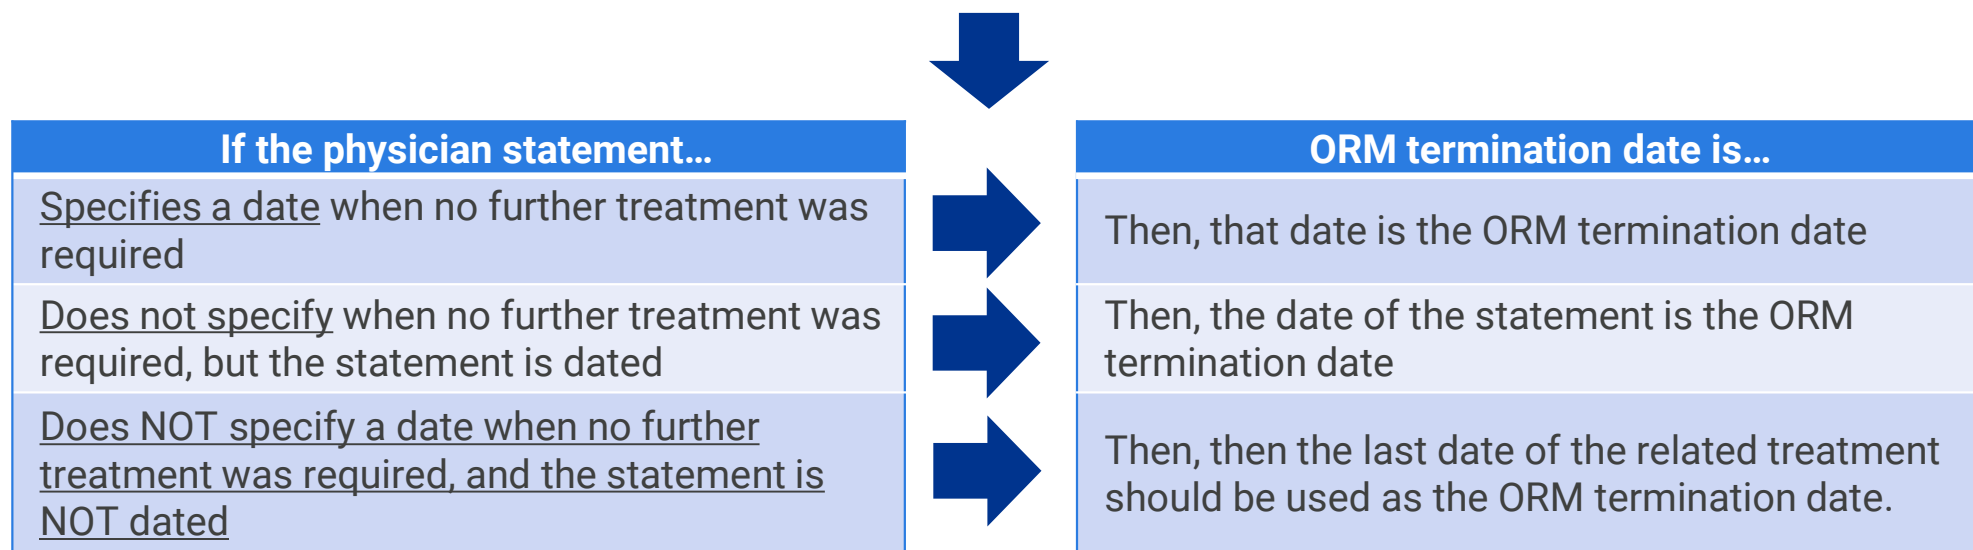 If the physician statement…
ORM termination date is…
Specifies a date when no further treatment was
required
Then, that date is the ORM termination date
Does not specify when no further treatment was
required, but the statement is dated
Then, the date of the statement is the ORM
termination date
Does NOT specify a date when no further
treatment was required, and the statement is
NOT dated
Then, then the last date of the related treatment
should be used as the ORM termination date.